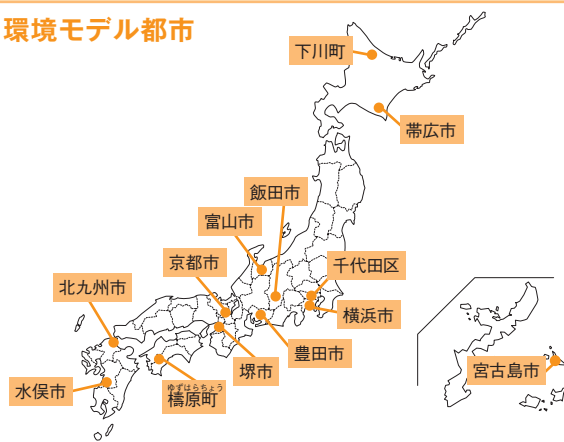 環境モデル都市
下川町
帯広市
飯田市
富山市
京都市
千代田区
北九州市
横浜市
豊田市
堺市
宮古島市
水俣市
ゆずはらちょう
檮原町